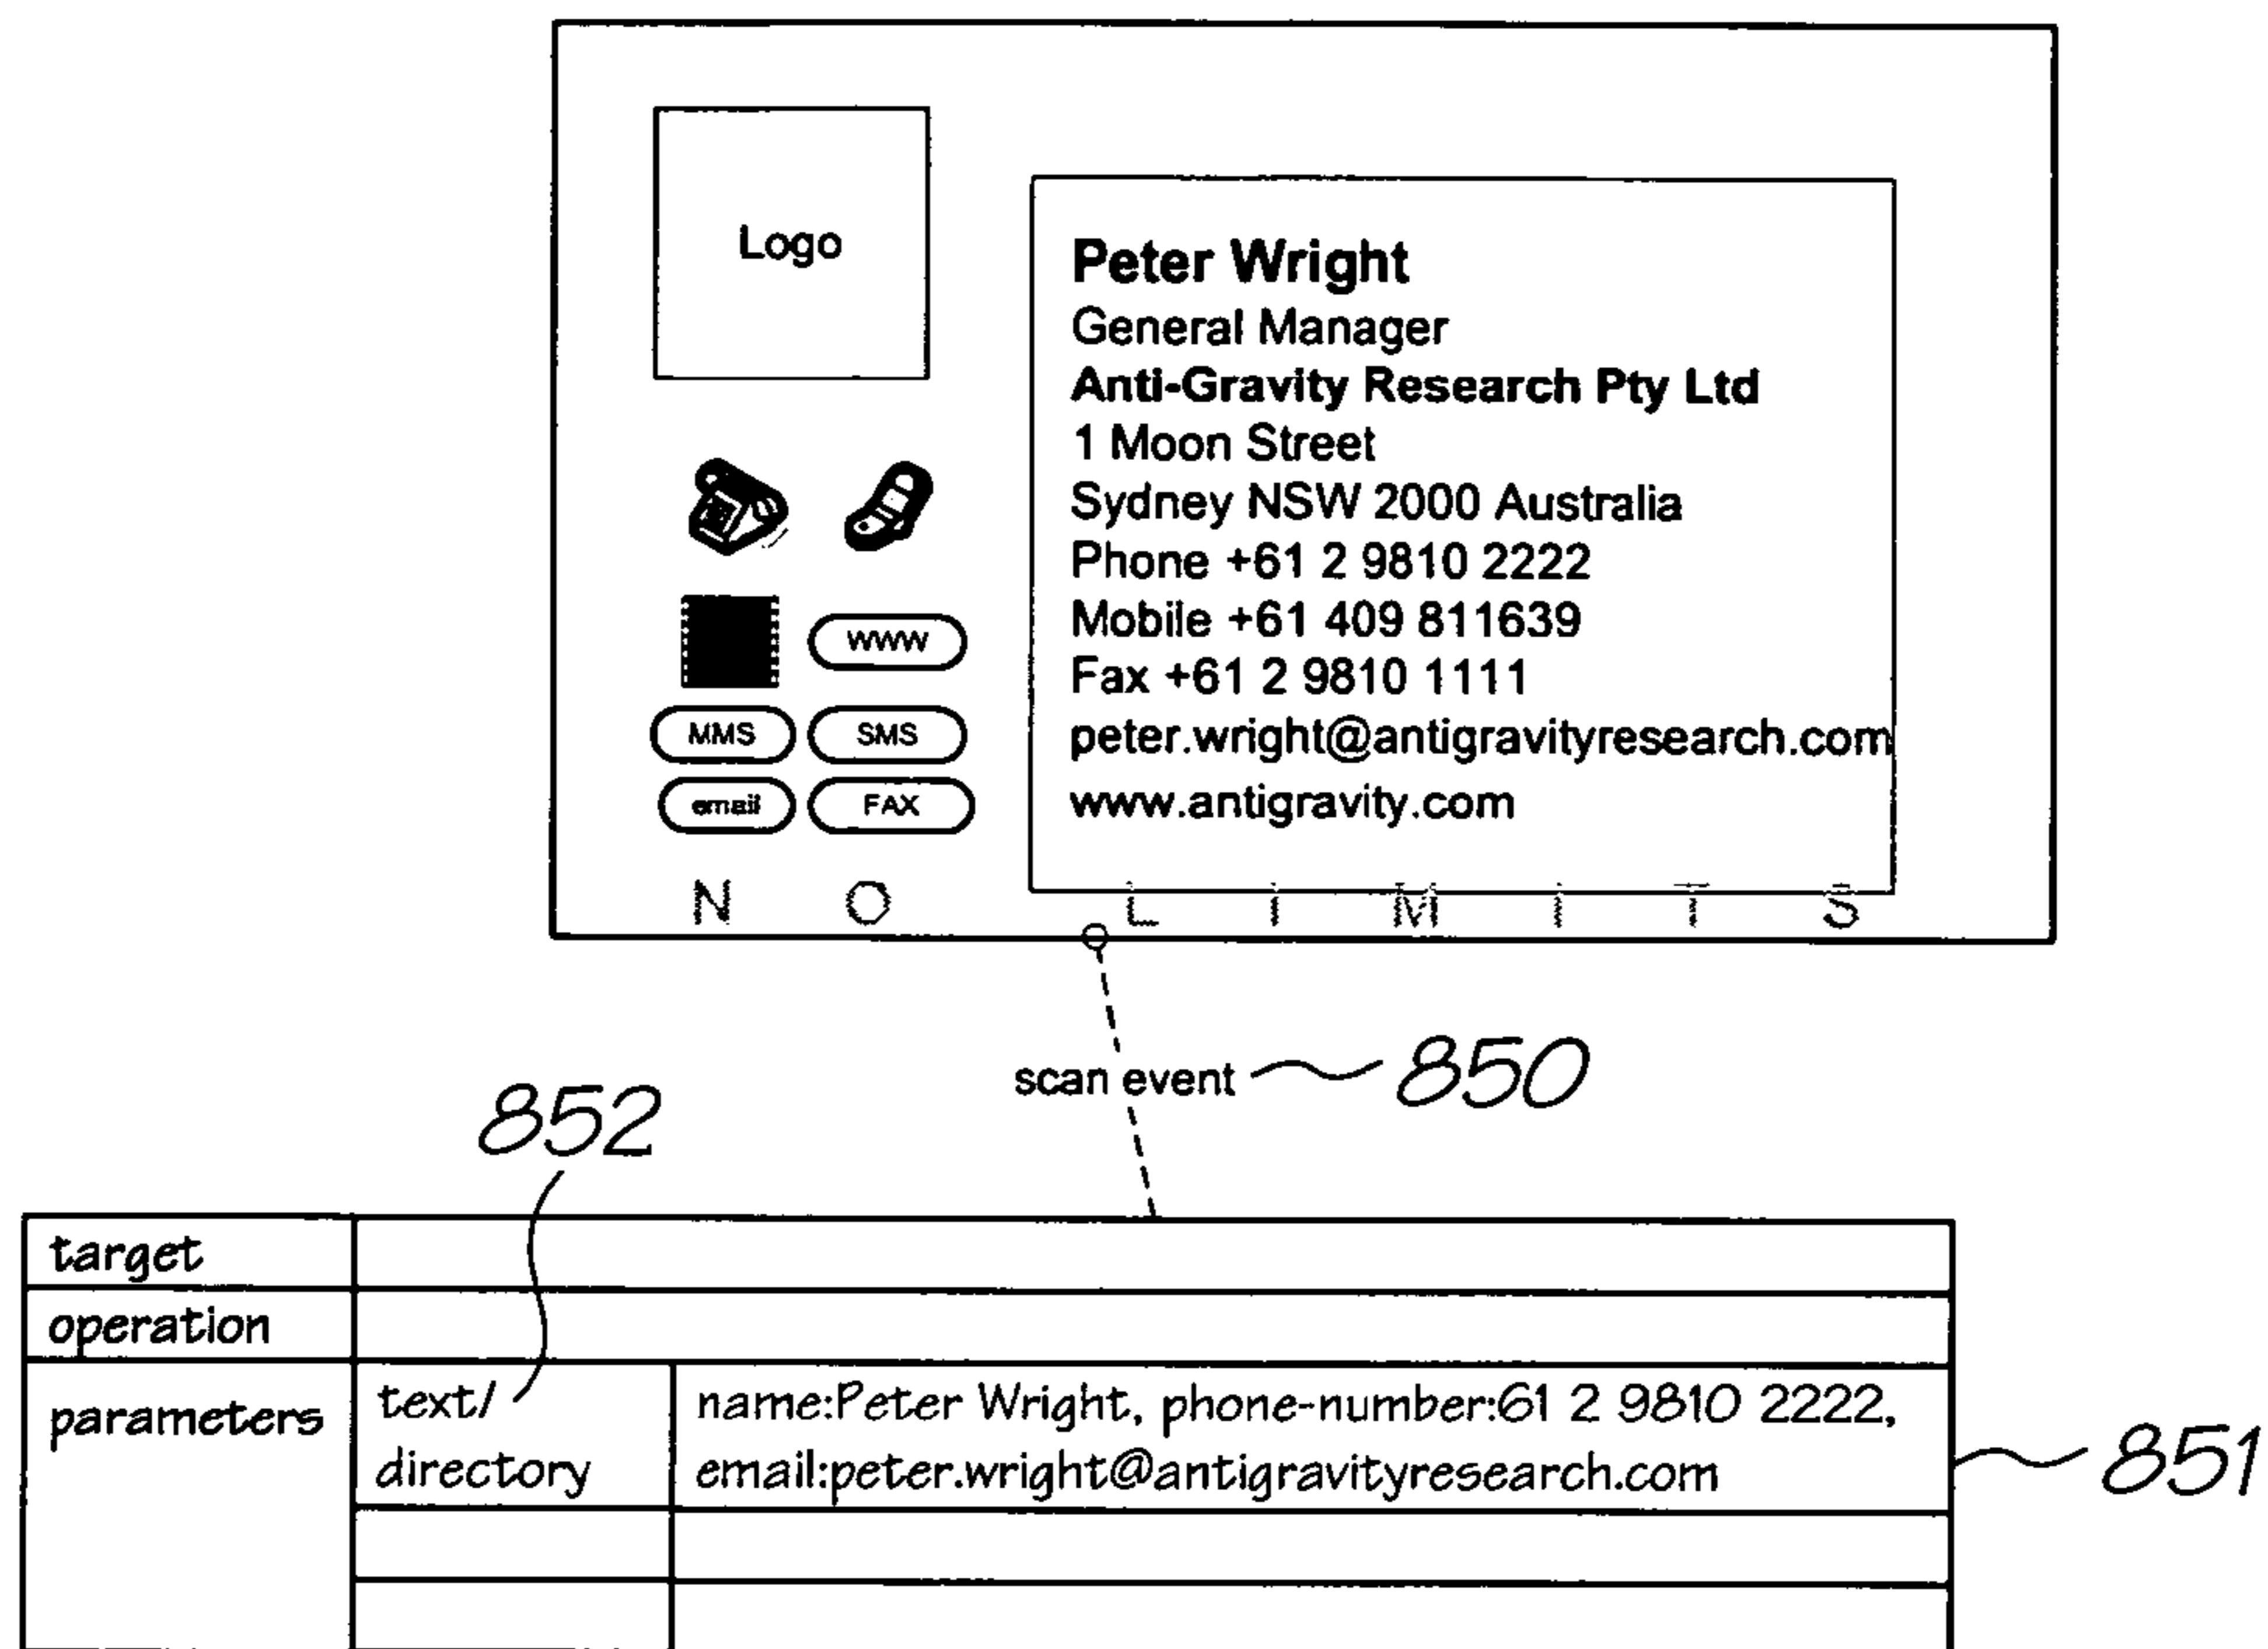 Logo
Peter Wright
General Manager
Anti-Gravity Research Pty Ltd
1 Moon Street
Sydney NSW 2000 Australia
Phone +61 2 9810 2222
Mobile +61 409 811639
Fax +61 2 9810 1111
peter.wright@antigravityresearch.com
www.antigravity.com
WWW
MMS SMS
email FAX
N O L I M I T S
scan event 850
852
target
operation
parameters
text/
directory
name:Peter Wright, phone-number:61 2 9810 2222,
email:peter.wright@antigravityresearch.com
851